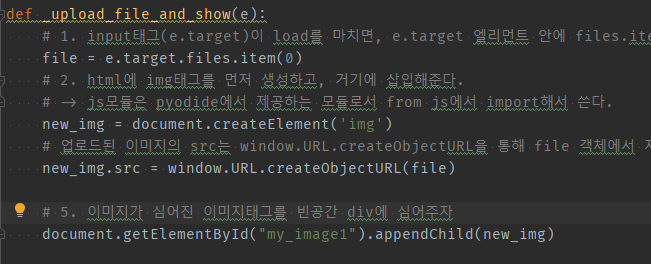 def _upload_file_and_show(e):
# 1. input태그(e.target)이 load를 마치면, e.target 엘리먼트 안에 files.ite
file = e.target.files.item(0)
# 2. html에 img태그를 먼저 생성하고, 거기에 삽입해준다.
# -> js모듈은 pyodide에서 제공하는 모듈로서 from js에서 import해서 쓴다.
new_img = document.createElement('img')
# 업로드된 이미지의 src는 window.URL.createObjectURL을 통해 file 객체에서
new_img.src = window.URL.createObjectURL(file)
# 5. 이미지가 심어진 이미지태그를 빈공간 div에 심어주자
document.getElementById("my_image1").appendChild(new_img)